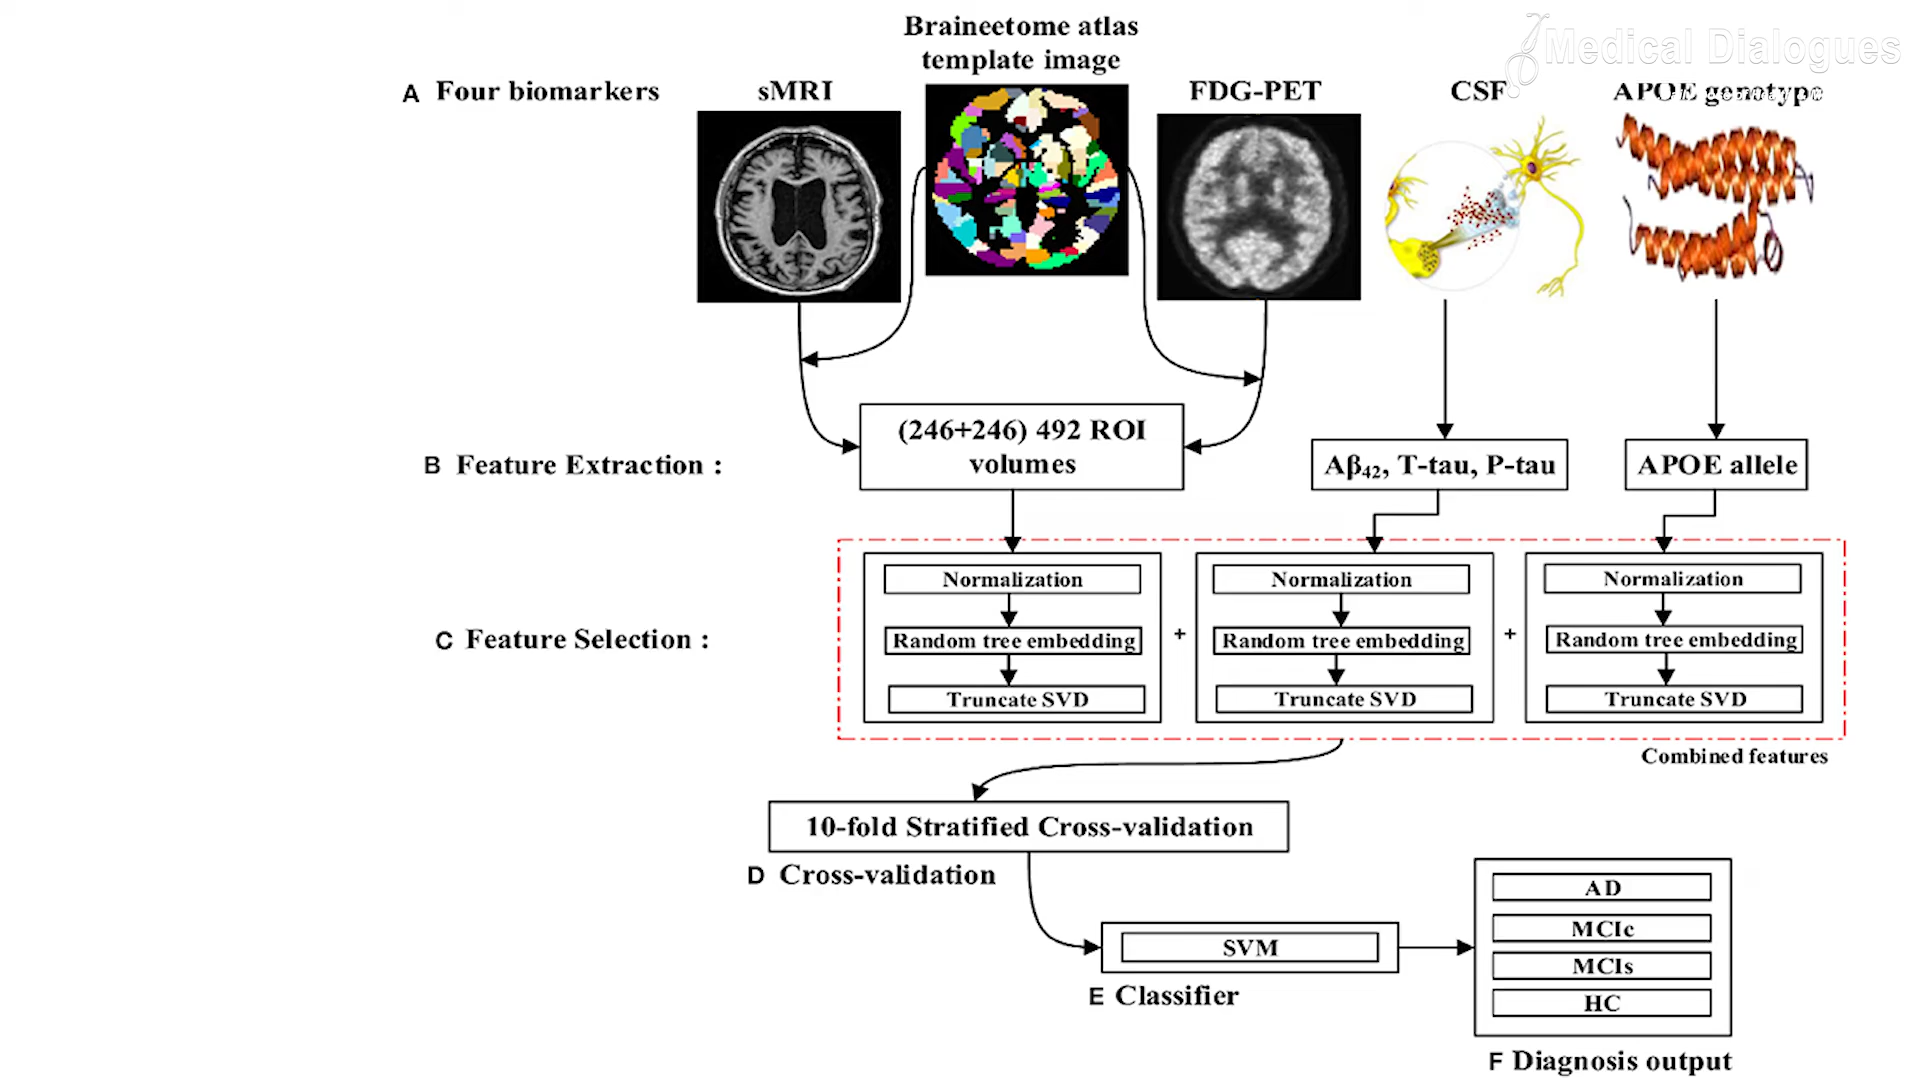 Braineetome atlas
template image
Medical Dialogues
A Four biomarkers
sMRI
FDG-PET
CSF
APOE genotype
B Feature Extraction :
(246+246) 492 ROI
volumes
Aβ₄₂, T-tau, P-tau
APOE allele
C Feature Selection :
Normalization
Random tree embedding
Truncate SVD
+
Normalization
Random tree embedding
Truncate SVD
+
Normalization
Random tree embedding
Truncate SVD
Combined features
10-fold Stratified Cross-validation
D Cross-validation
SVM
E Classifier
AD
MCIc
MCIs
HC
F Diagnosis output